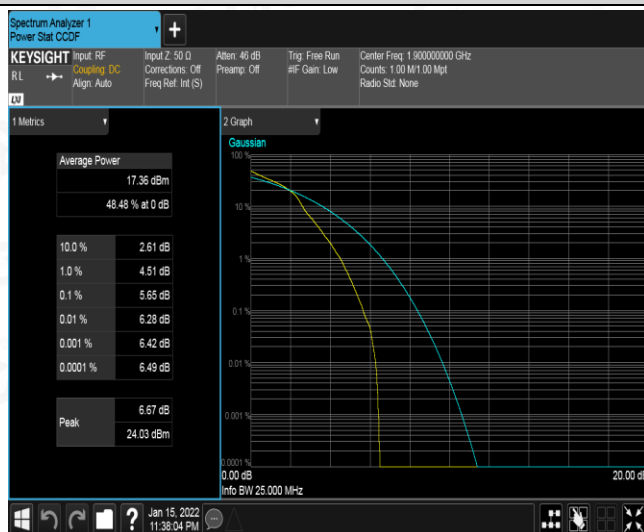 Spectrum Analyzer 1
Power Stat CCDF
+
KEYSIGHT
RL
LXI
Input: RF
Coupling: DC
Align: Auto
Input Z: 50 Ω
Corrections: Off
Freq Ref: Int (S)
Atten: 46 dB
Preamp: Off
Trig: Free Run
#IF Gain: Low
Center Freq: 1.900000000 GHz
Counts: 1.00 M/1.00 Mpt
Radio Std: None
1 Metrics
Average Power
17.36 dBm
48.48 % at 0 dB
10.0 % 2.61 dB
1.0 % 4.51 dB
0.1 % 5.65 dB
0.01 % 6.28 dB
0.001 % 6.42 dB
0.0001 % 6.49 dB
Peak
6.67 dB
24.03 dBm
2 Graph
Gaussian
100 %
10 %
1 %
0.1 %
0.01 %
0.001 %
0.0001 %
0.00 dB
20.00 dB
Info BW 25.000 MHz
?
Jan 15, 2022
11:38:04 PM